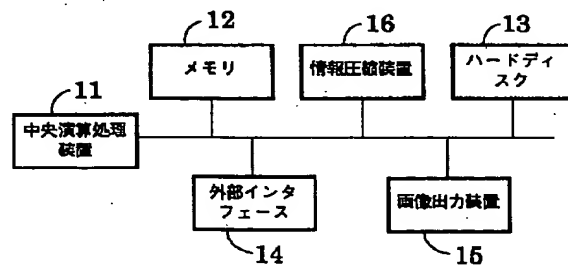 12
メモリ
16
情報圧縮装置
13
ハードディ
スク
11
中央演算処理
装置
外部インタ
フェース
14
画像出力装置
15